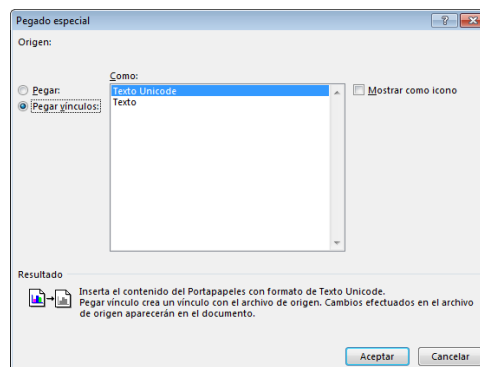 Pegado especial
Origen:
Como:
Pegar:
Pegar vínculos:
Texto Unicode
Texto
Mostrar como icono
Resultado
Inserta el contenido del Portapapeles con formato de Texto Unicode.
Pegar vínculo crea un vínculo con el archivo de origen. Cambios efectuados en el archivo
de origen aparecerán en el documento.
Aceptar
Cancelar